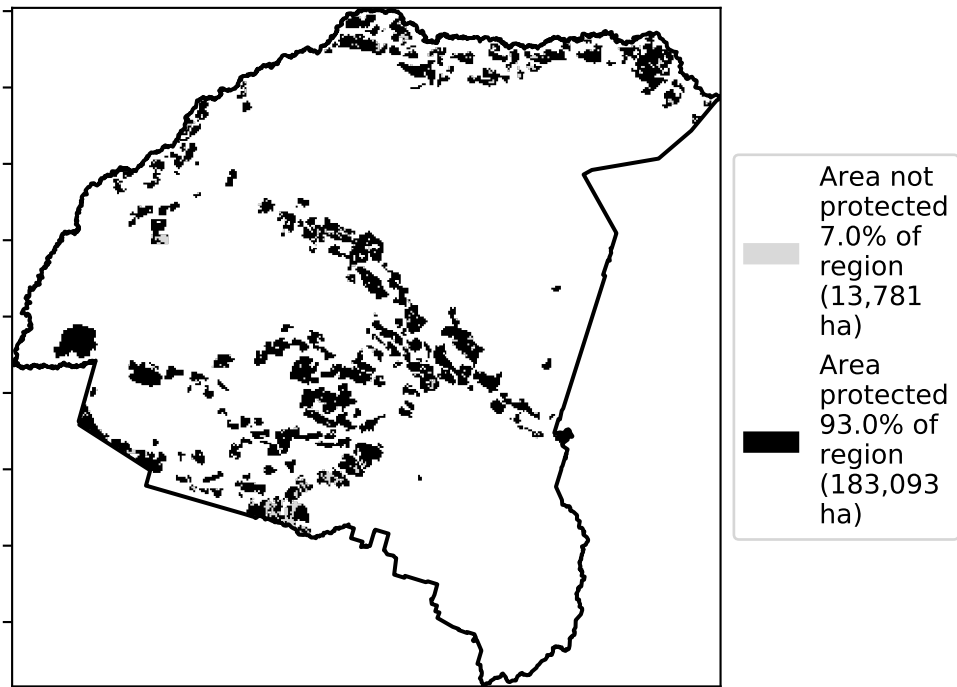 Area not
protected
7.0% of
region
(13,781
ha)
Area
protected
93.0% of
region
(183,093
ha)